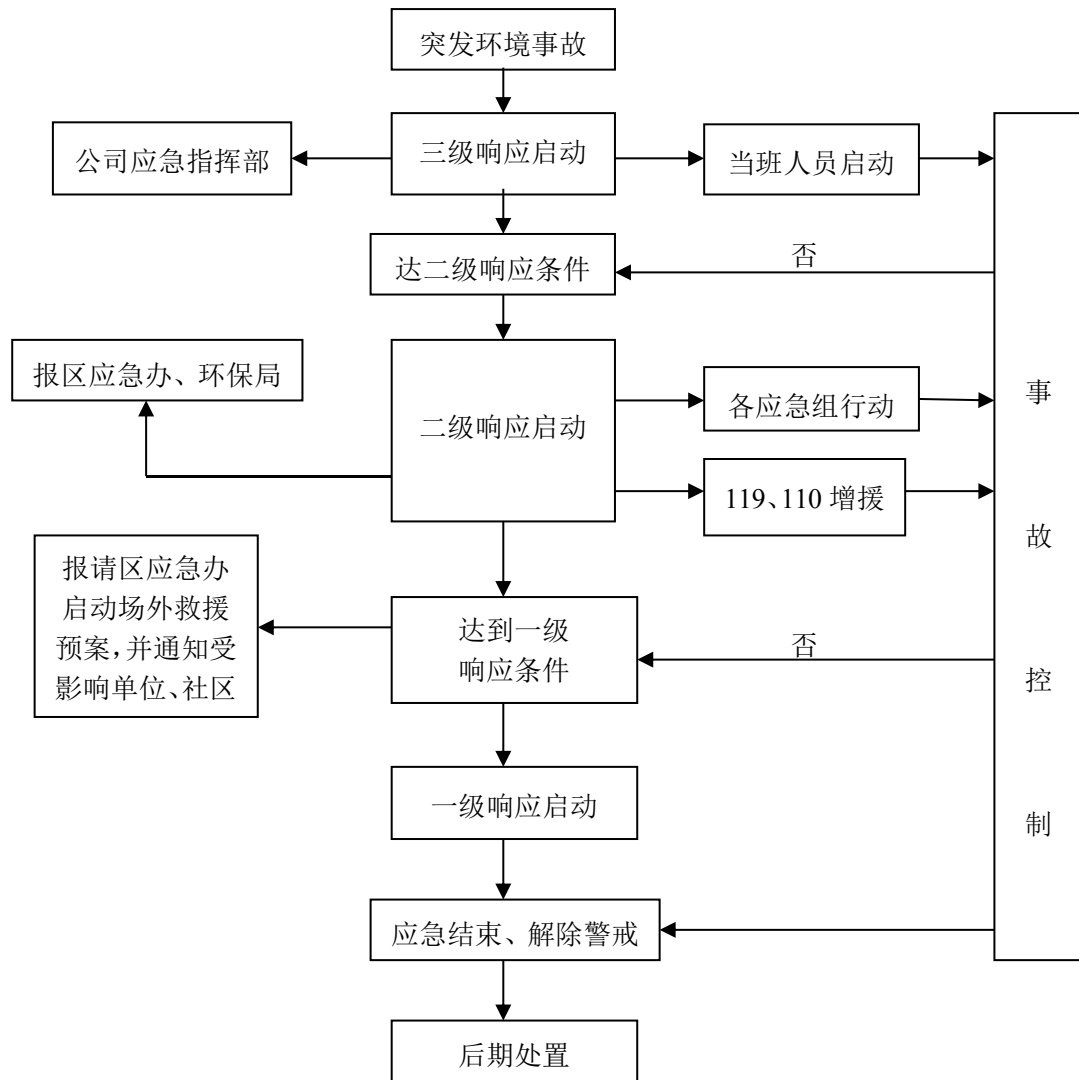 突发环境事故
公司应急指挥部
三级响应启动
当班人员启动
达二级响应条件
否
报区应急办、环保局
二级响应启动
各应急组行动
119、110 增援
事
故
控
制
报请区应急办
启动场外救援
预案，并通知受
影响单位、社区
达到一级
响应条件
否
一级响应启动
应急结束、解除警戒
后期处置